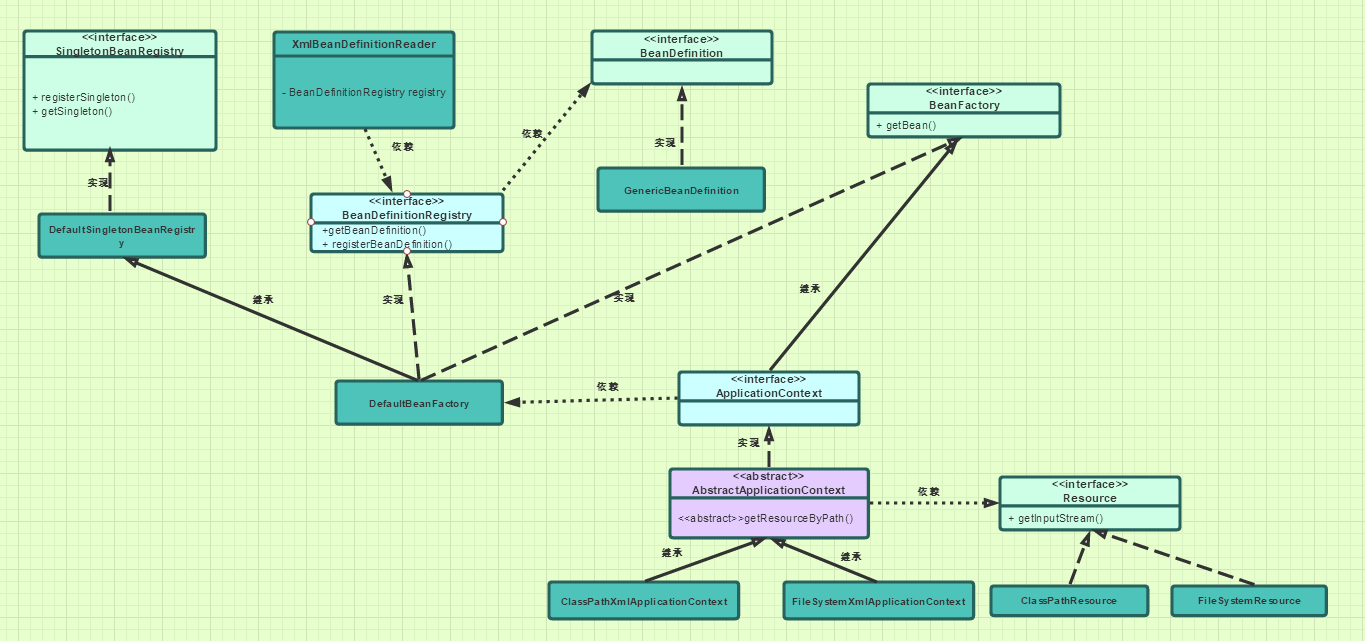 <<interface>>
SingletonBeanRegistry
+ registerSingleton()
+ getSingleton()
XmlBeanDefinitionReader
- BeanDefinitionRegistry registry
<<interface>>
BeanDefinition
<<interface>>
BeanFactory
+ getBean()
依赖
依赖
实现
实现
GenericBeanDefinition
<<interface>>
BeanDefinitionRegistry
+getBeanDefinition()
+ registerBeanDefinition()
DefaultSingletonBeanRegistr
y
继承
实现
实现
继承
DefaultBeanFactory
依赖
<<interface>>
ApplicationContext
实现
<<abstract>>
AbstractApplicationContext
<<abstract>>getResourceByPath()
依赖
<<interface>>
Resource
+ getInputStream()
继承
继承
ClassPathXmlApplicationContext
FileSystemXmlApplicationContext
ClassPathResource
FileSystemResource